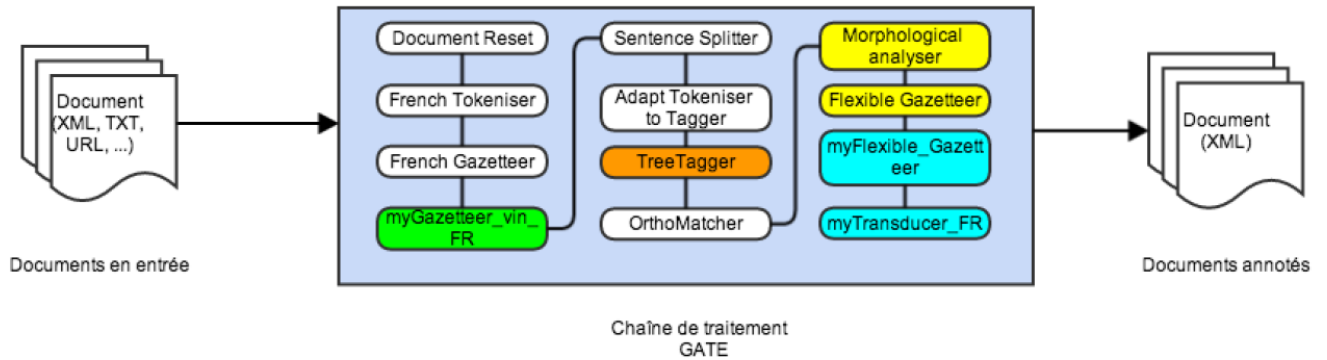 Document
(XML, TXT,
URL, ...)
Documents en entrée
Document Reset
French Tokeniser
French Gazetteer
myGazetteer_vin_
FR
Sentence Splitter
Adapt Tokeniser
to Tagger
TreeTagger
OrthoMatcher
Morphological
analyser
Flexible Gazetteer
myFlexible_Gazett
eer
myTransducer_FR
Chaîne de traitement
GATE
Document
(XML)
Documents annotés